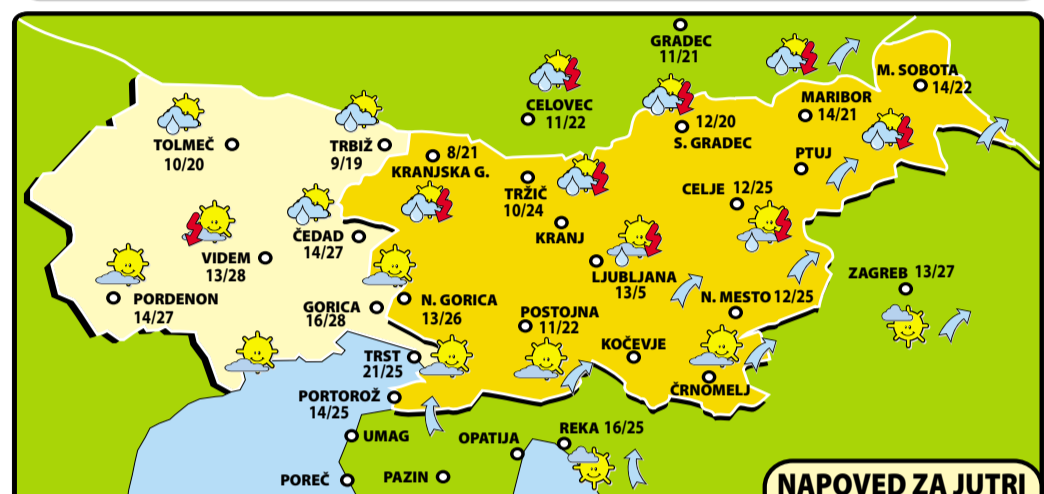 GRADEC
11/21
M. SOBOTA
14/22
CELOVEC
11/22
MARIBOR
14/21
12/20
S. GRADEC
TOLMEČ
10/20
TRBIŽ
9/19
8/21
KRANJSKA G.
PTUJ
TRŽIČ
10/24
CELJE 12/25
KRANJ
ČEDAD
14/27
VIDEM
13/28
LJUBLJANA
13/5
ZAGREB 13/27
PORDENON
14/27
GORICA
16/28
N. GORICA
13/26
N. MESTO 12/25
POSTOJNA
11/22
KOČEVJE
TRST
21/25
ČRNOMELJ
PORTOROŽ
14/25
UMAG
OPATIJA
REKA 16/25
POREČ
PAZIN
NAPOVED ZA JUTRI